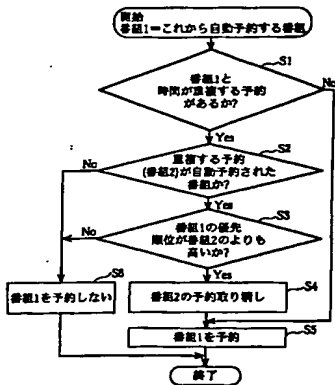 開始
番組1=これから自動予約する番組
S1
番組1と
時間が重複する予約
があるか?
No
Yes
S2
重複する予約
(番組2)が自動予約された
番組か?
No
Yes
S3
番組1の優先
順位が番組2のよりも
高いか?
No
Yes
S6
番組1を予約しない
S4
番組2の予約取り消し
S5
番組1を予約
終了